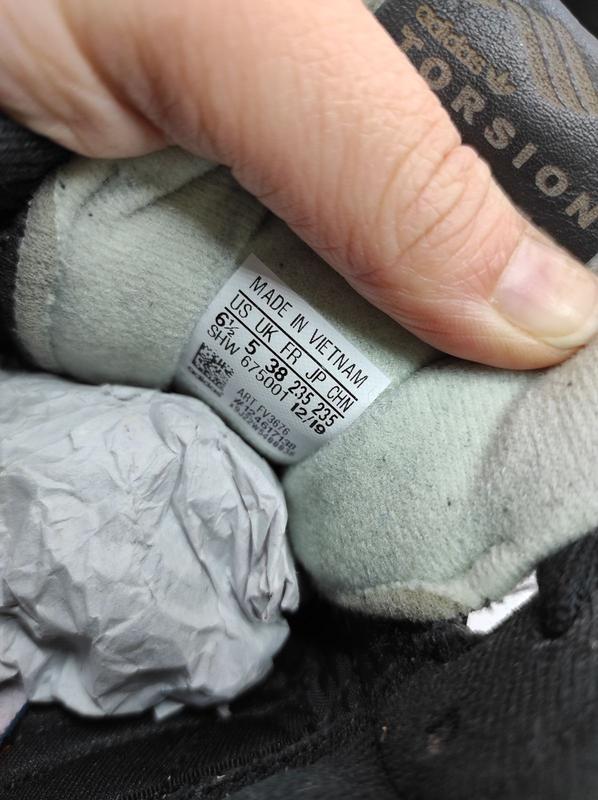 adidas
TORSION
MADE IN VIETNAM
US UK FR JP CHN
6½ 5 38 235 235
SHW 675001 12/19
ART FV3676